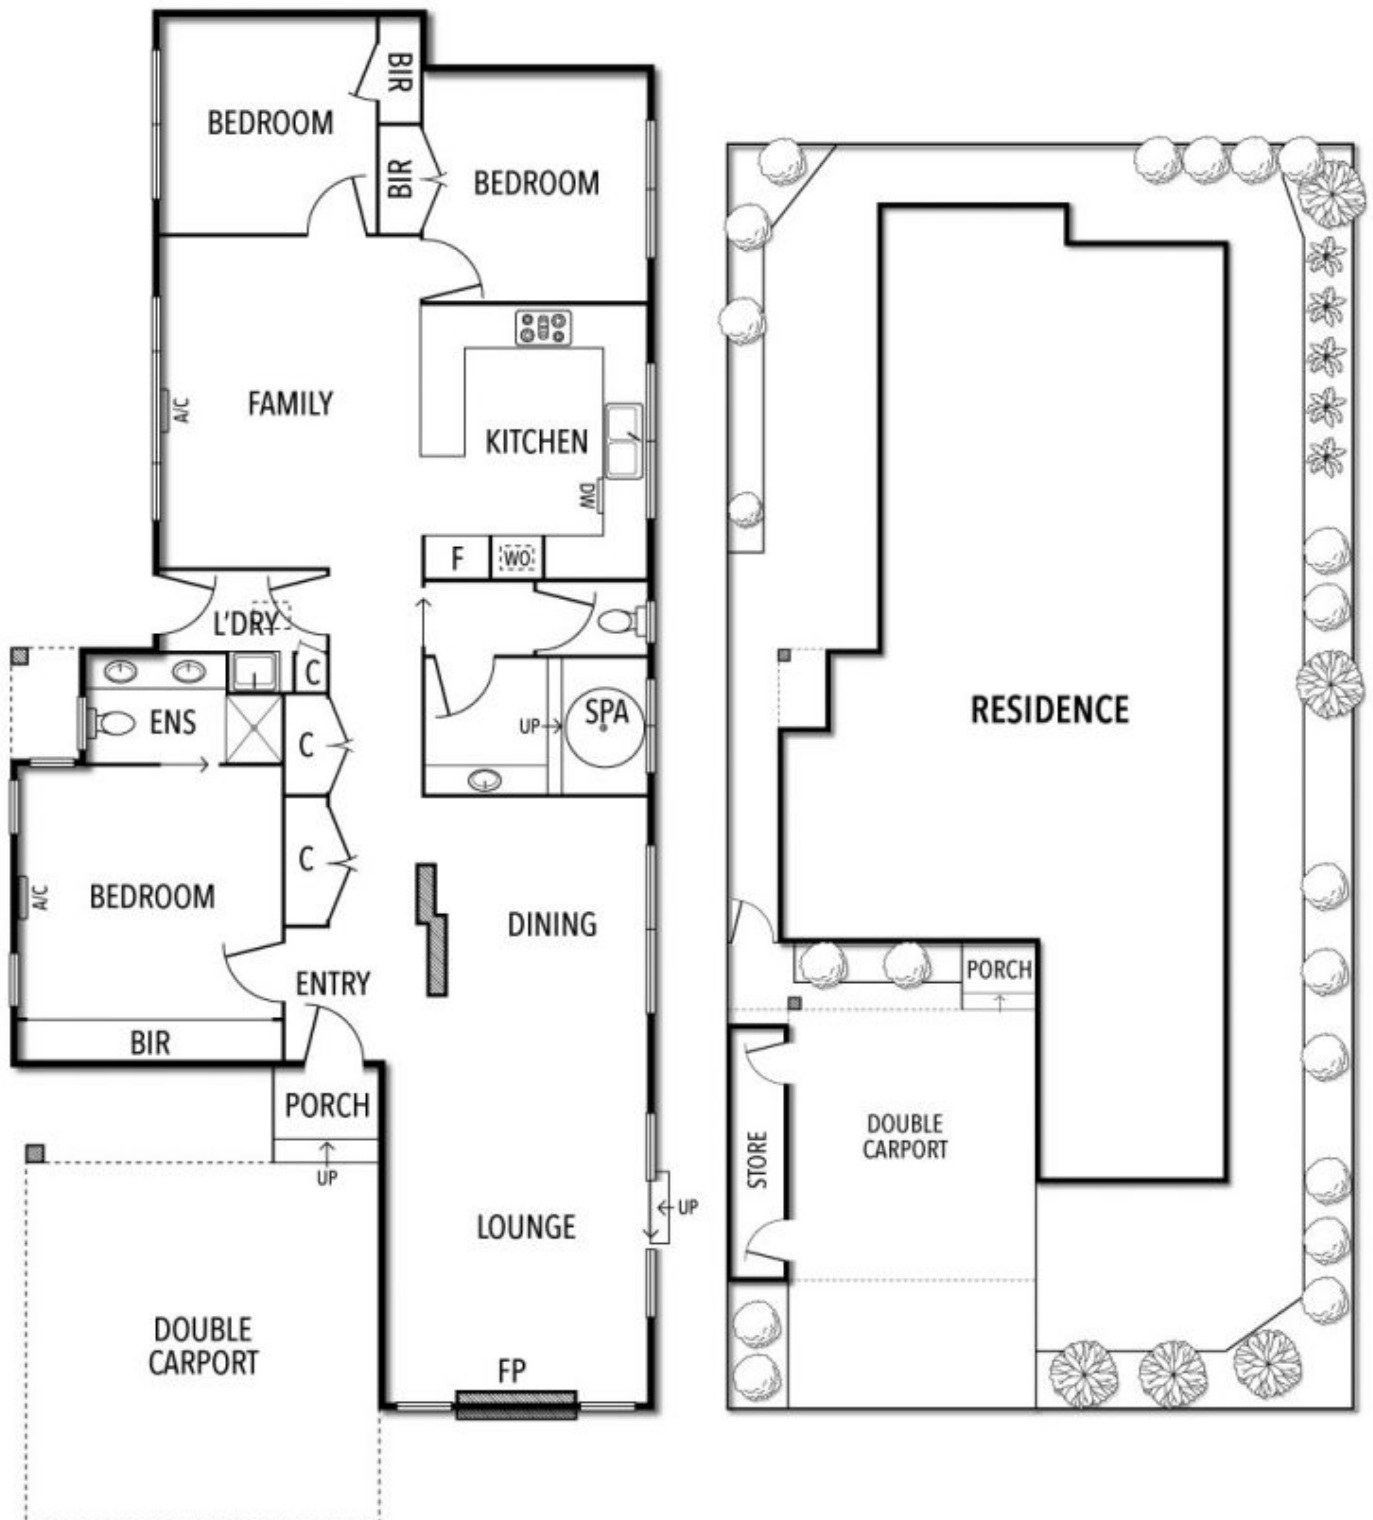 BIR
BEDROOM
BIR
BEDROOM
FAMILY
A/C
KITCHEN
DW
F
WO
L'DRY
C
ENS
UP
SPA
C
C
A/C
BEDROOM
DINING
ENTRY
BIR
PORCH
UP
UP
LOUNGE
DOUBLE
CARPORT
FP
RESIDENCE
PORCH
STORE
DOUBLE
CARPORT